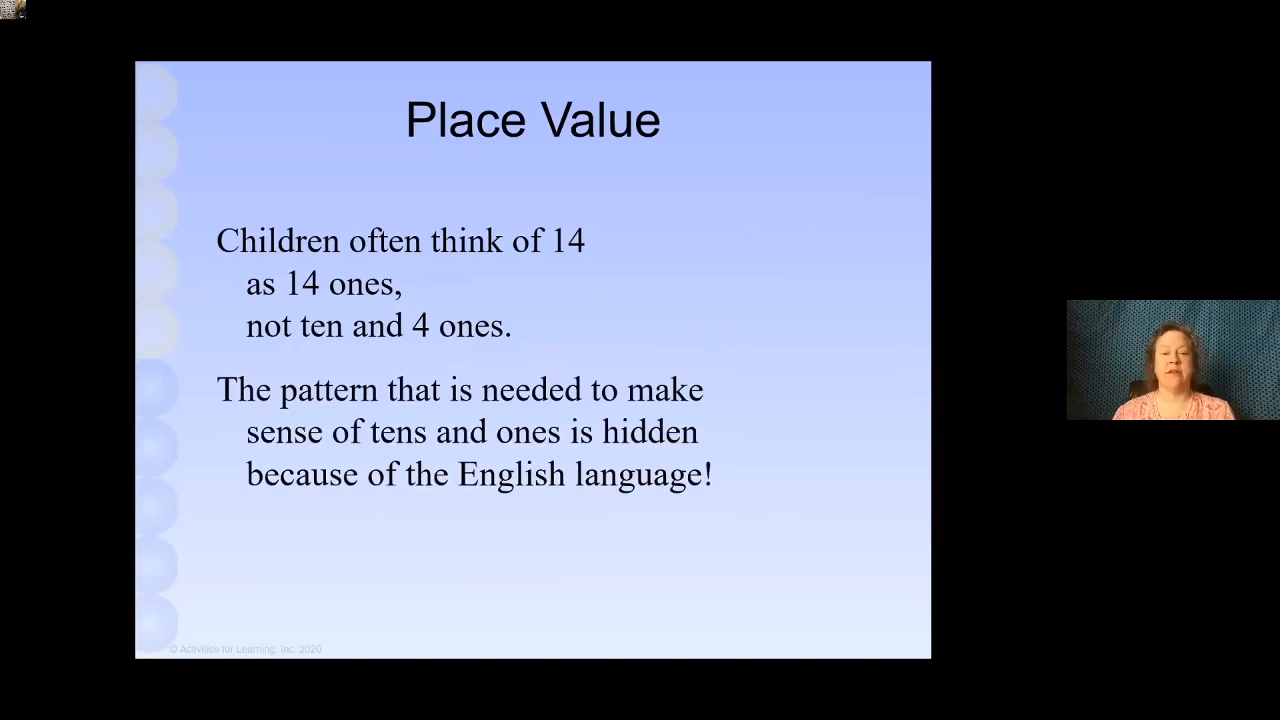 Place Value
Children often think of 14
as 14 ones,
not ten and 4 ones.
The pattern that is needed to make
sense of tens and ones is hidden
because of the English language!
© Activities for Learning, Inc. 2020